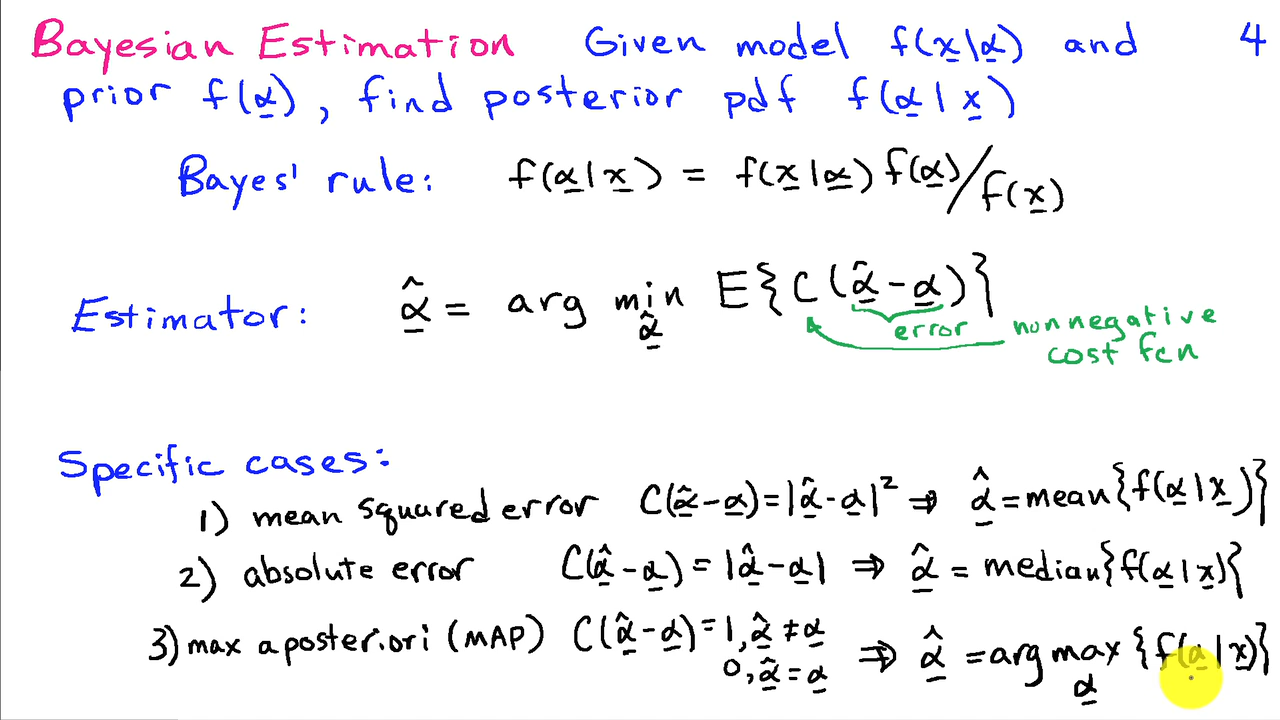 Bayesian Estimation Given model f(x̲|α̲) and 4
prior f(α̲), find posterior pdf f(α̲|x̲)
Bayes' rule: f(α̲|x̲) = f(x̲|α̲) f(α̲)/f(x̲)
Estimator: α̲̂ = arg min E{C(α̲̂-α̲)}
α̲̂
error nonnegative
cost fcn
Specific cases:
1) mean squared error C(α̲̂-α̲)=|α̲̂-α̲|² ⇒ α̲̂=mean{f(α̲|x̲)}
2) absolute error C(α̲̂-α̲)=|α̲̂-α̲| ⇒ α̲̂ = median{f(α̲|x̲)}
3) max a posteriori (MAP) C(α̲̂-α̲)=1, α̲̂≠α̲
0, α̲̂=α̲ ⇒ α̲̂ =arg max {f(α̲|x̲)}
α̲